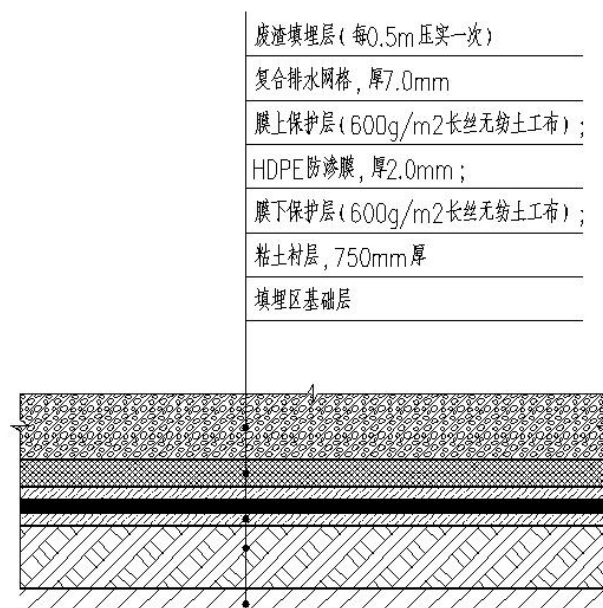 废渣填埋层(每0.5m压实一次)
复合排水网格,厚7.0mm
膜上保护层(600g/m2长丝无纺土工布);
HDPE防渗膜,厚2.0mm;
膜下保护层(600g/m2长丝无纺土工布);
粘土衬层,750mm厚
填埋区基础层